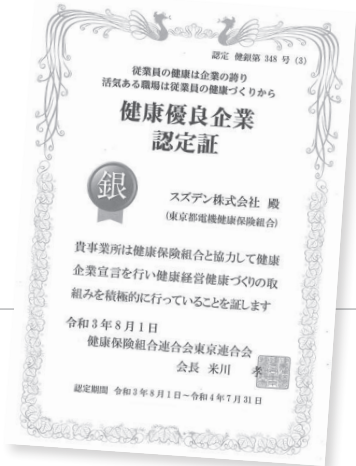 認定 健銀第 348 号 (3)
従業員の健康は企業の誇り
活気ある職場は従業員の健康づくりから
健康優良企業
認定証
銀
スズデン株式会社 殿
(東京都電機健康保険組合)
貴事業所は健康保険組合と協力して健康
企業宣言を行い健康経営健康づくりの取
組みを積極的に行っていることを証します
令和3年8月1日
健康保険組合連合会東京連合会
会長 米川 孝
認定期間 令和3年8月1日~令和4年7月31日